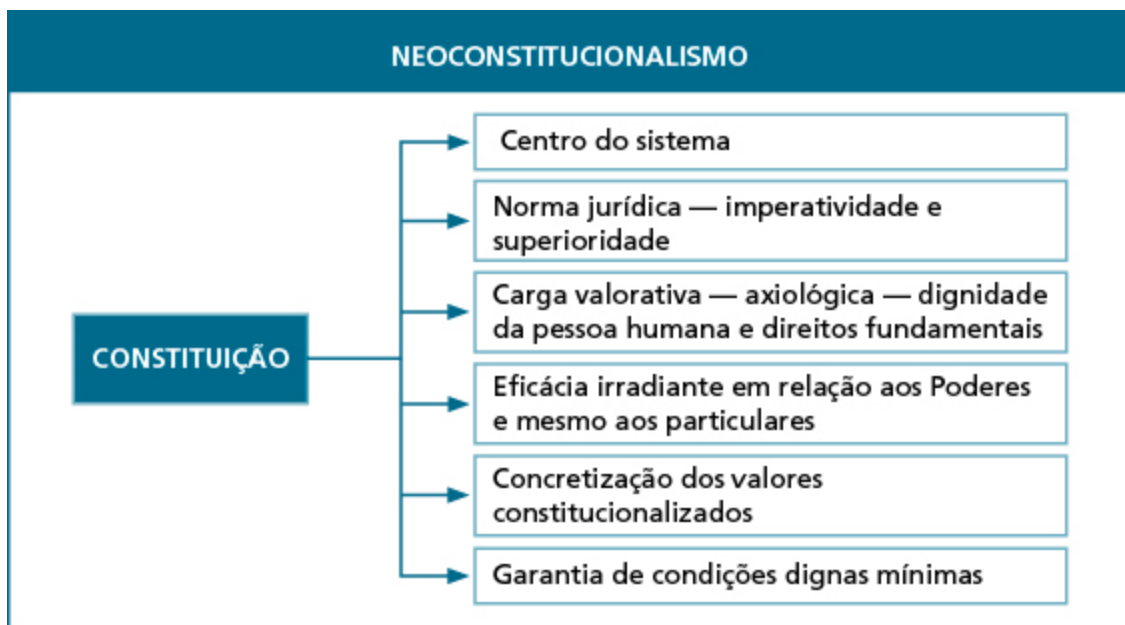 NEOCONSTITUCIONALISMO
CONSTITUIÇÃO
Centro do sistema
Norma jurídica — imperatividade e
superioridade
Carga valorativa — axiológica — dignidade
da pessoa humana e direitos fundamentais
Eficácia irradiante em relação aos Poderes
e mesmo aos particulares
Concretização dos valores
constitucionalizados
Garantia de condições dignas mínimas